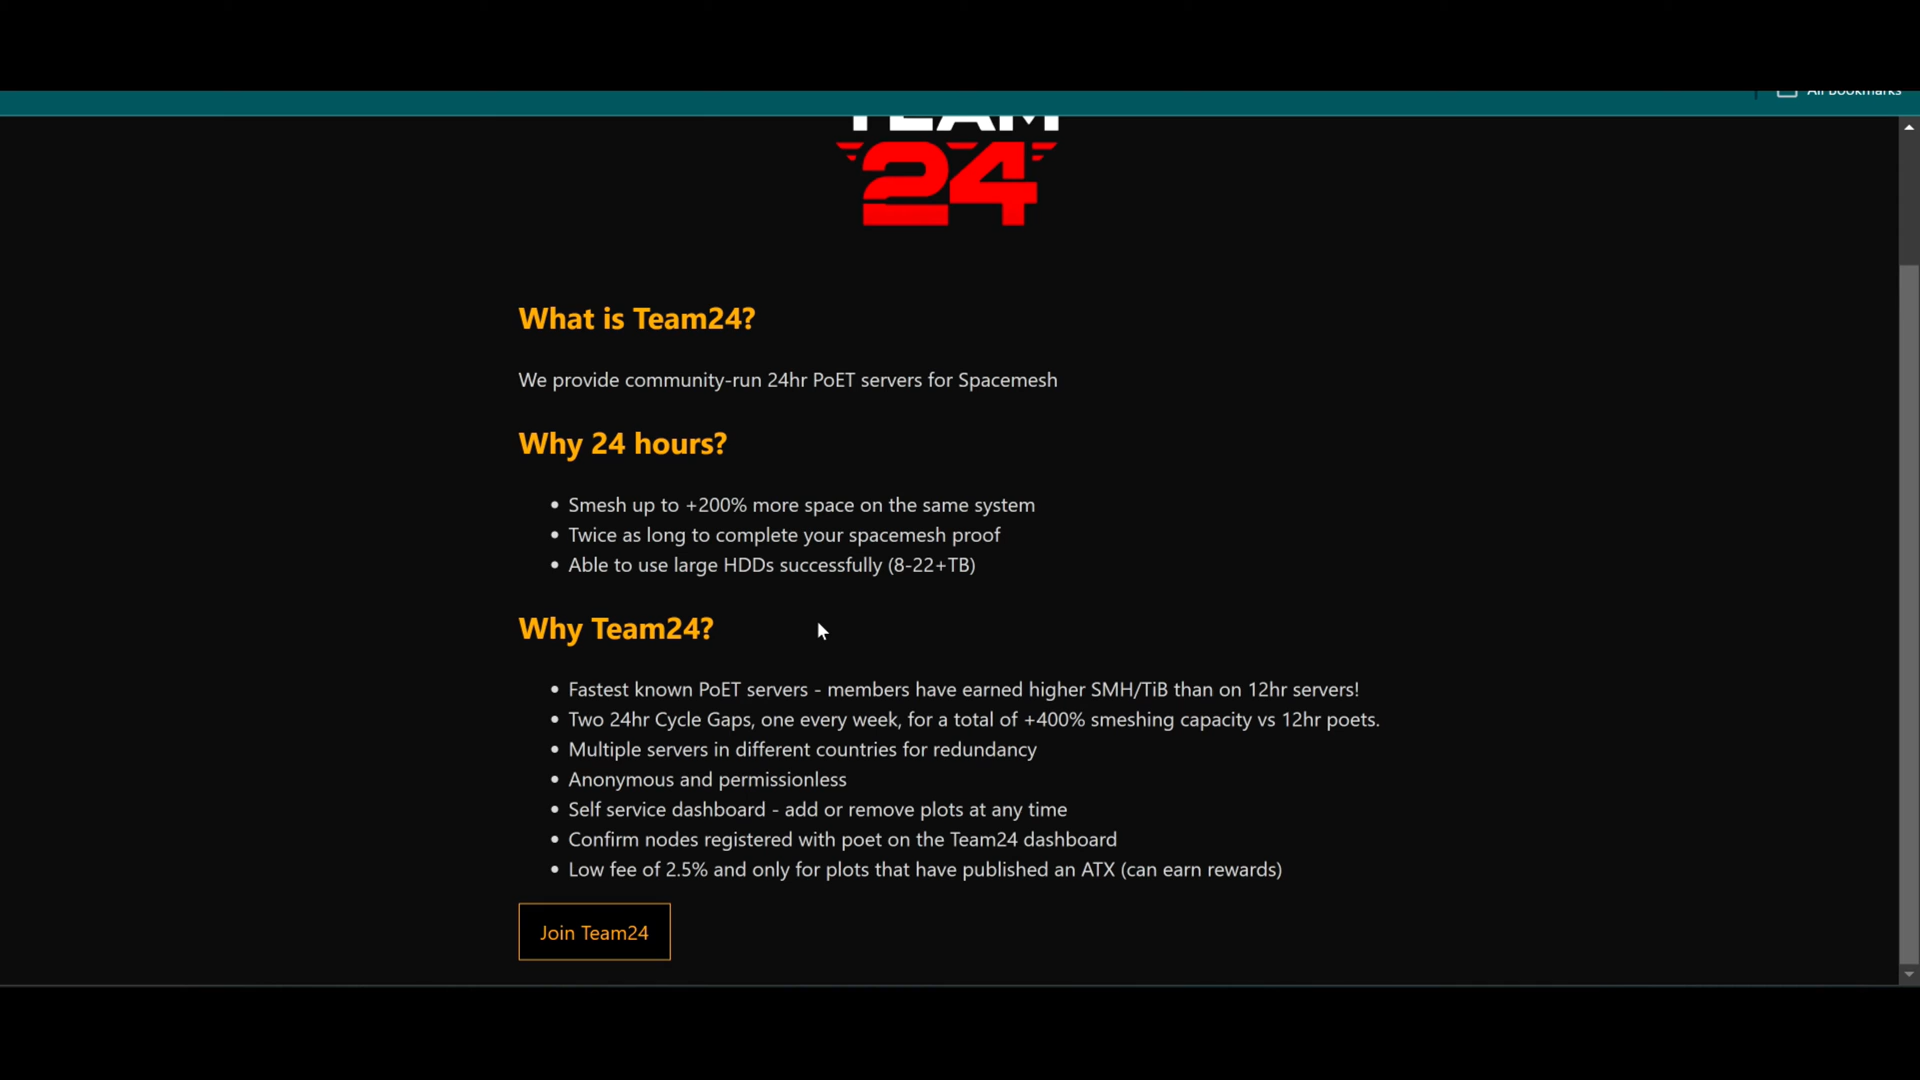 All Bookmarks
TEAM
24
What is Team24?
We provide community-run 24hr PoET servers for Spacemesh
Why 24 hours?
• Smesh up to +200% more space on the same system
• Twice as long to complete your spacemesh proof
• Able to use large HDDs successfully (8-22+TB)
Why Team24?
• Fastest known PoET servers - members have earned higher SMH/TiB than on 12hr servers!
• Two 24hr Cycle Gaps, one every week, for a total of +400% smeshing capacity vs 12hr poets.
• Multiple servers in different countries for redundancy
• Anonymous and permissionless
• Self service dashboard - add or remove plots at any time
• Confirm nodes registered with poet on the Team24 dashboard
• Low fee of 2.5% and only for plots that have published an ATX (can earn rewards)
Join Team24